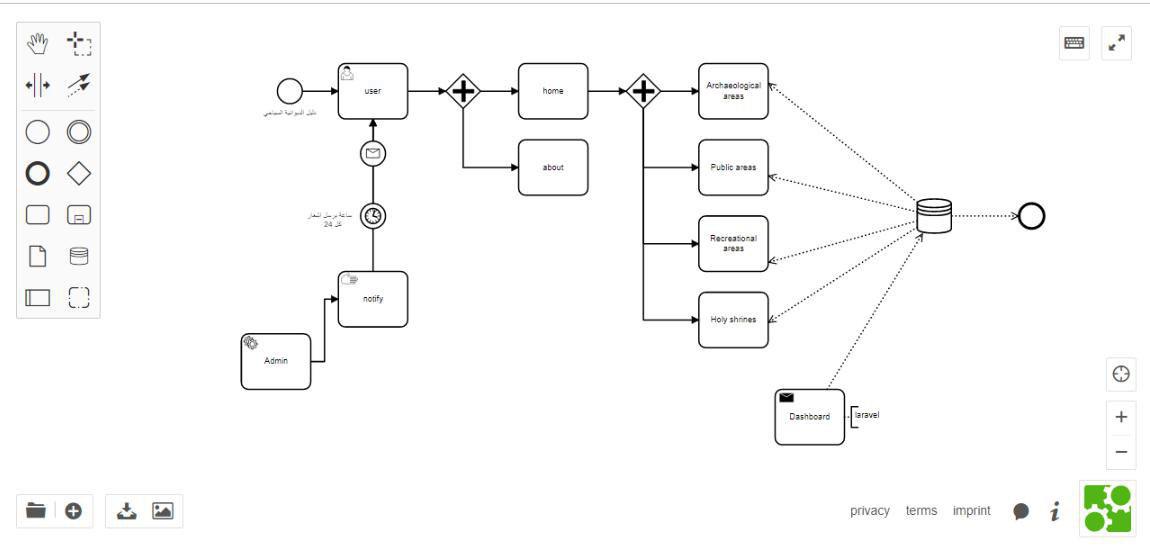 user
home
Archaeological
areas
دليل الديوانية السياحي
about
Public areas
ساعة يرسل اشعار
كل 24
Recreational
areas
notify
Holy shrines
Admin
Dashboard
laravel
privacy terms imprint